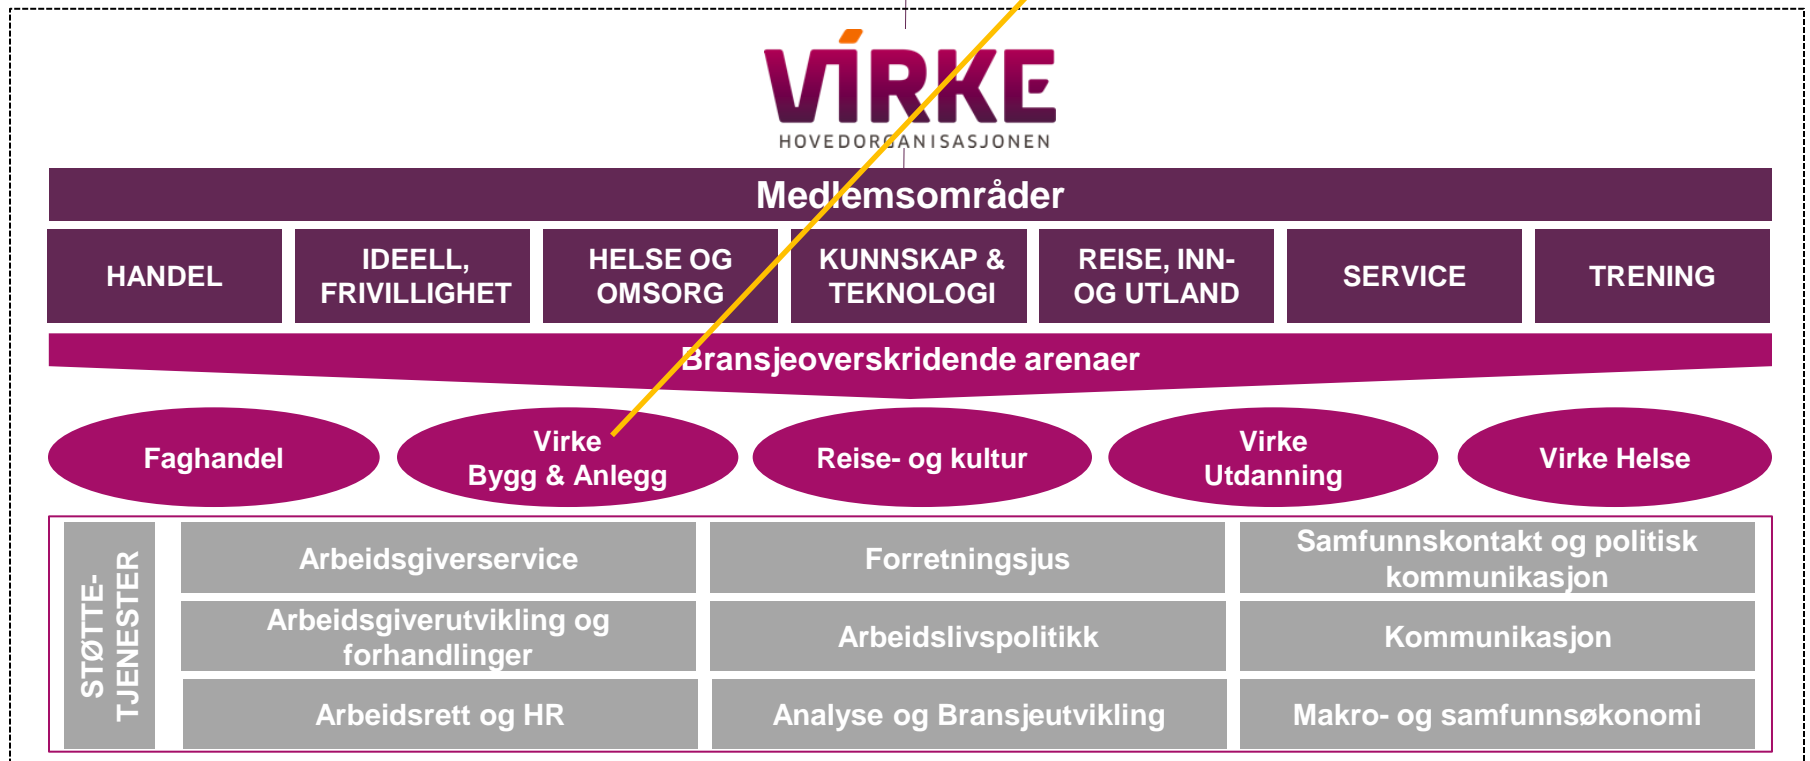 VIRKE
HOVEDORGANISASJONEN
Medlemsområder
HANDEL
IDEELL,
FRIVILLIGHET
HELSE OG
OMSORG
KUNNSKAP &
TEKNOLOGI
REISE, INN-
OG UTLAND
SERVICE
TRENING
Bransjeoverskridende arenaer
Faghandel
Virke
Bygg & Anlegg
Reise- og kultur
Virke
Utdanning
Virke Helse
STØTTE-
TJENESTER
Arbeidsgiverservice
Forretningsjus
Samfunnskontakt og politisk
kommunikasjon
Arbeidsgiverutvikling og
forhandlinger
Arbeidslivspolitikk
Kommunikasjon
Arbeidsrett og HR
Analyse og Bransjeutvikling
Makro- og samfunnsøkonomi